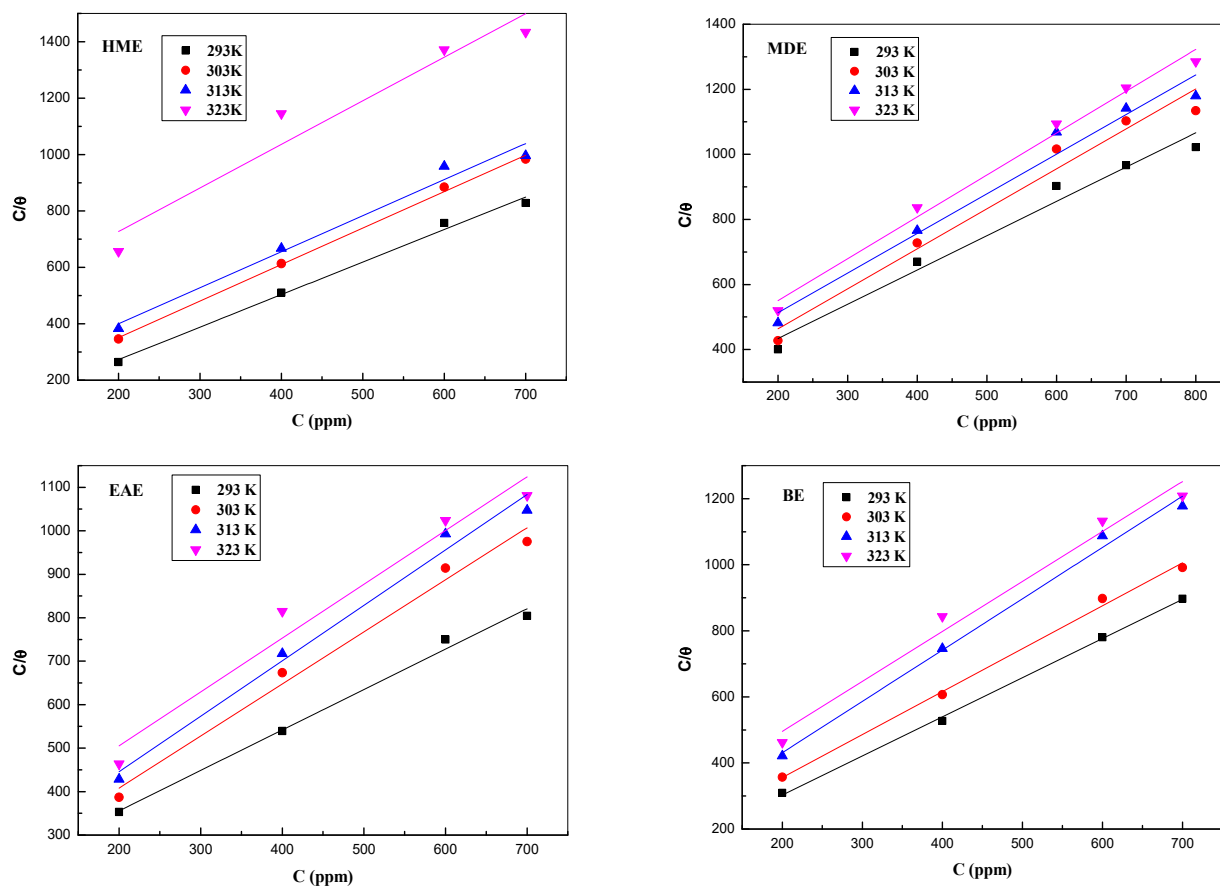 HME
293K
303K
313K
323K
C/θ
1400
1200
1000
800
600
400
200
200 300 400 500 600 700
C (ppm)
MDE
293 K
303 K
313 K
323 K
C/θ
1400
1200
1000
800
600
400
200 300 400 500 600 700 800
C (ppm)
EAE
293 K
303 K
313 K
323 K
C/θ
1100
1000
900
800
700
600
500
400
300
200 300 400 500 600 700
C (ppm)
BE
293 K
303 K
313 K
323 K
C/θ
1200
1000
800
600
400
200
200 300 400 500 600 700
C (ppm)